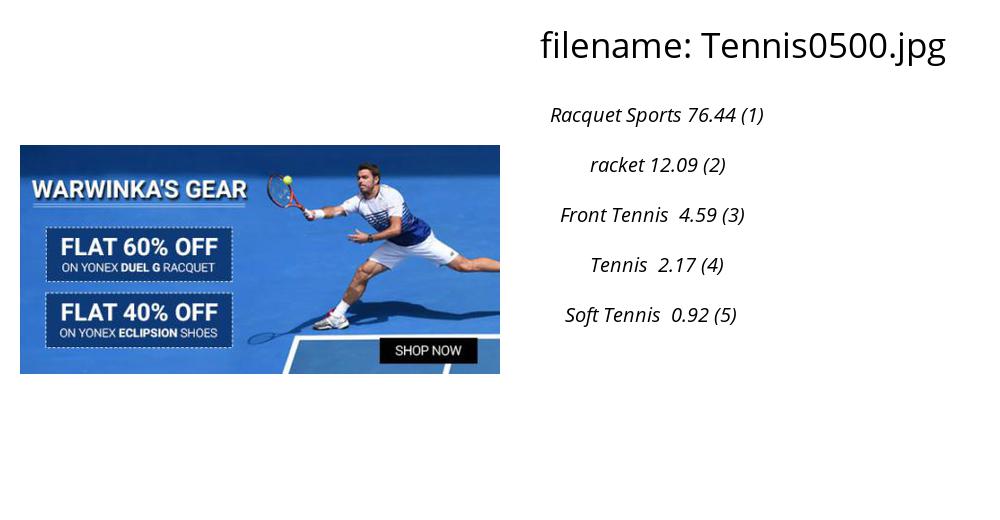 filename: Tennis0500.jpg
Racquet Sports 76.44 (1)
racket 12.09 (2)
Front Tennis 4.59 (3)
Tennis 2.17 (4)
Soft Tennis 0.92 (5)
WARWINKA'S GEAR
FLAT 60% OFF
ON YONEX DUEL G RACQUET
FLAT 40% OFF
ON YONEX ECLIPSION SHOES
SHOP NOW